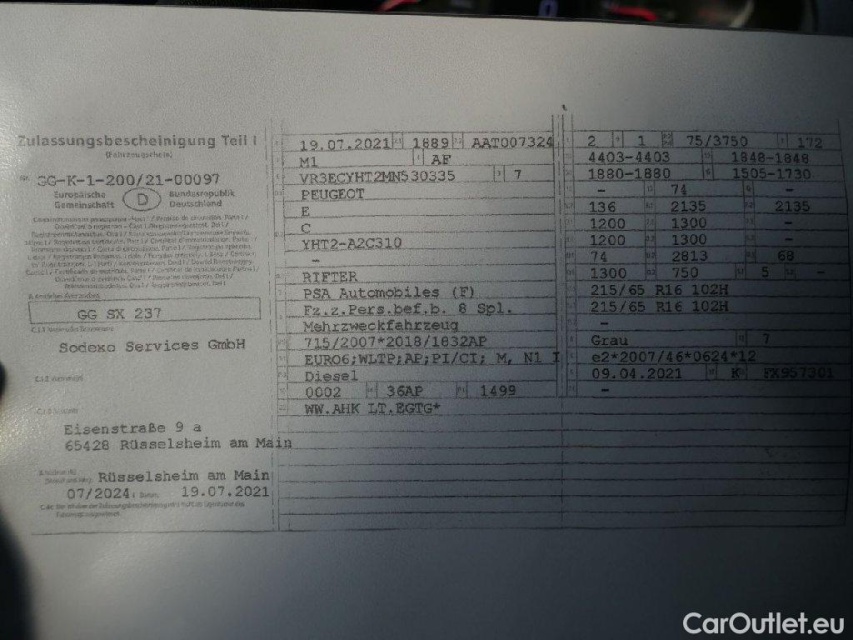 Zulassungsbescheinigung Teil I
(Fahrzeugschein)
GG-K-1-200/21-00097
Europäische Gemeinschaft D Bundesrepublik Deutschland
GG SX 237
Sodexo Services GmbH
Eisenstraße 9 a
65428 Rüsselsheim am Main
Rüsselsheim am Main
07/2024 19.07.2021
19.07.2021 1889 AAT007324
M1 AF
VR3ECYHT2MN530335 7
PEUGEOT
E
C
YHT2-A2C310
-
RIFTER
PSA Automobiles (F)
Fz.z.Pers.bef.b. 8 Spl.
Mehrzweckfahrzeug
715/2007*2018/1832AP
EURO6;WLTP;AP;PI/CI; M, N1 I
Diesel
0002 36AP 1499
WW.AHK LT.EGTG*
2 1 75/3750 172
4403-4403 1848-1848
1880-1880 1505-1730
- 74 -
136 2135 2135
1200 1300 -
1200 1300 -
74 2813 68
1300 750 5 -
215/65 R16 102H
215/65 R16 102H
-
Grau 7
e2*2007/46*0624*12
09.04.2021 K FX957301
-
CarOutlet.eu